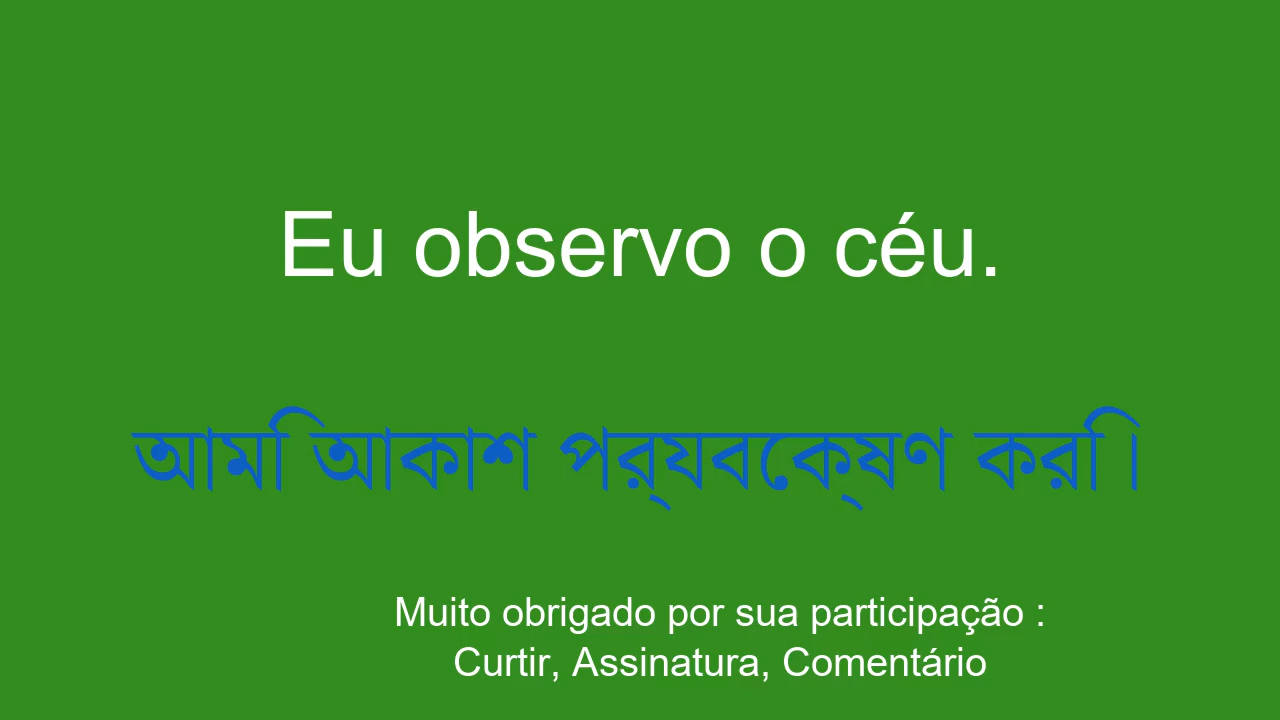 Eu observo o céu.
আমি আকাশ পর্যবেক্ষণ করি।
Muito obrigado por sua participação :
Curtir, Assinatura, Comentário